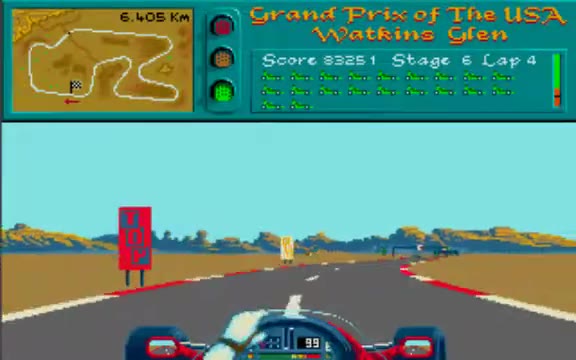 6.405 Km
Grand Prix of The USA
Watkins Glen
Score 83251 Stage 6 Lap 4
99